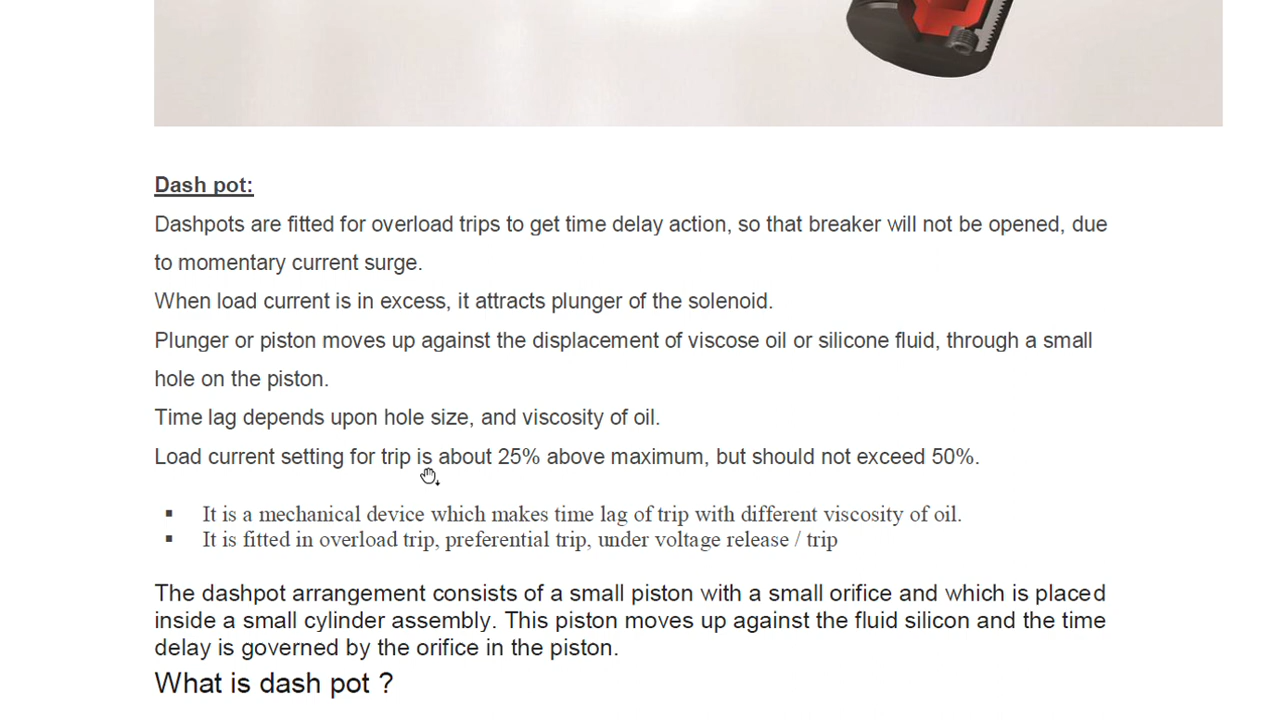 Dash pot:
Dashpots are fitted for overload trips to get time delay action, so that breaker will not be opened, due
to momentary current surge.
When load current is in excess, it attracts plunger of the solenoid.
Plunger or piston moves up against the displacement of viscose oil or silicone fluid, through a small
hole on the piston.
Time lag depends upon hole size, and viscosity of oil.
Load current setting for trip is about 25% above maximum, but should not exceed 50%.
▪ It is a mechanical device which makes time lag of trip with different viscosity of oil.
▪ It is fitted in overload trip, preferential trip, under voltage release / trip
The dashpot arrangement consists of a small piston with a small orifice and which is placed
inside a small cylinder assembly. This piston moves up against the fluid silicon and the time
delay is governed by the orifice in the piston.
What is dash pot ?